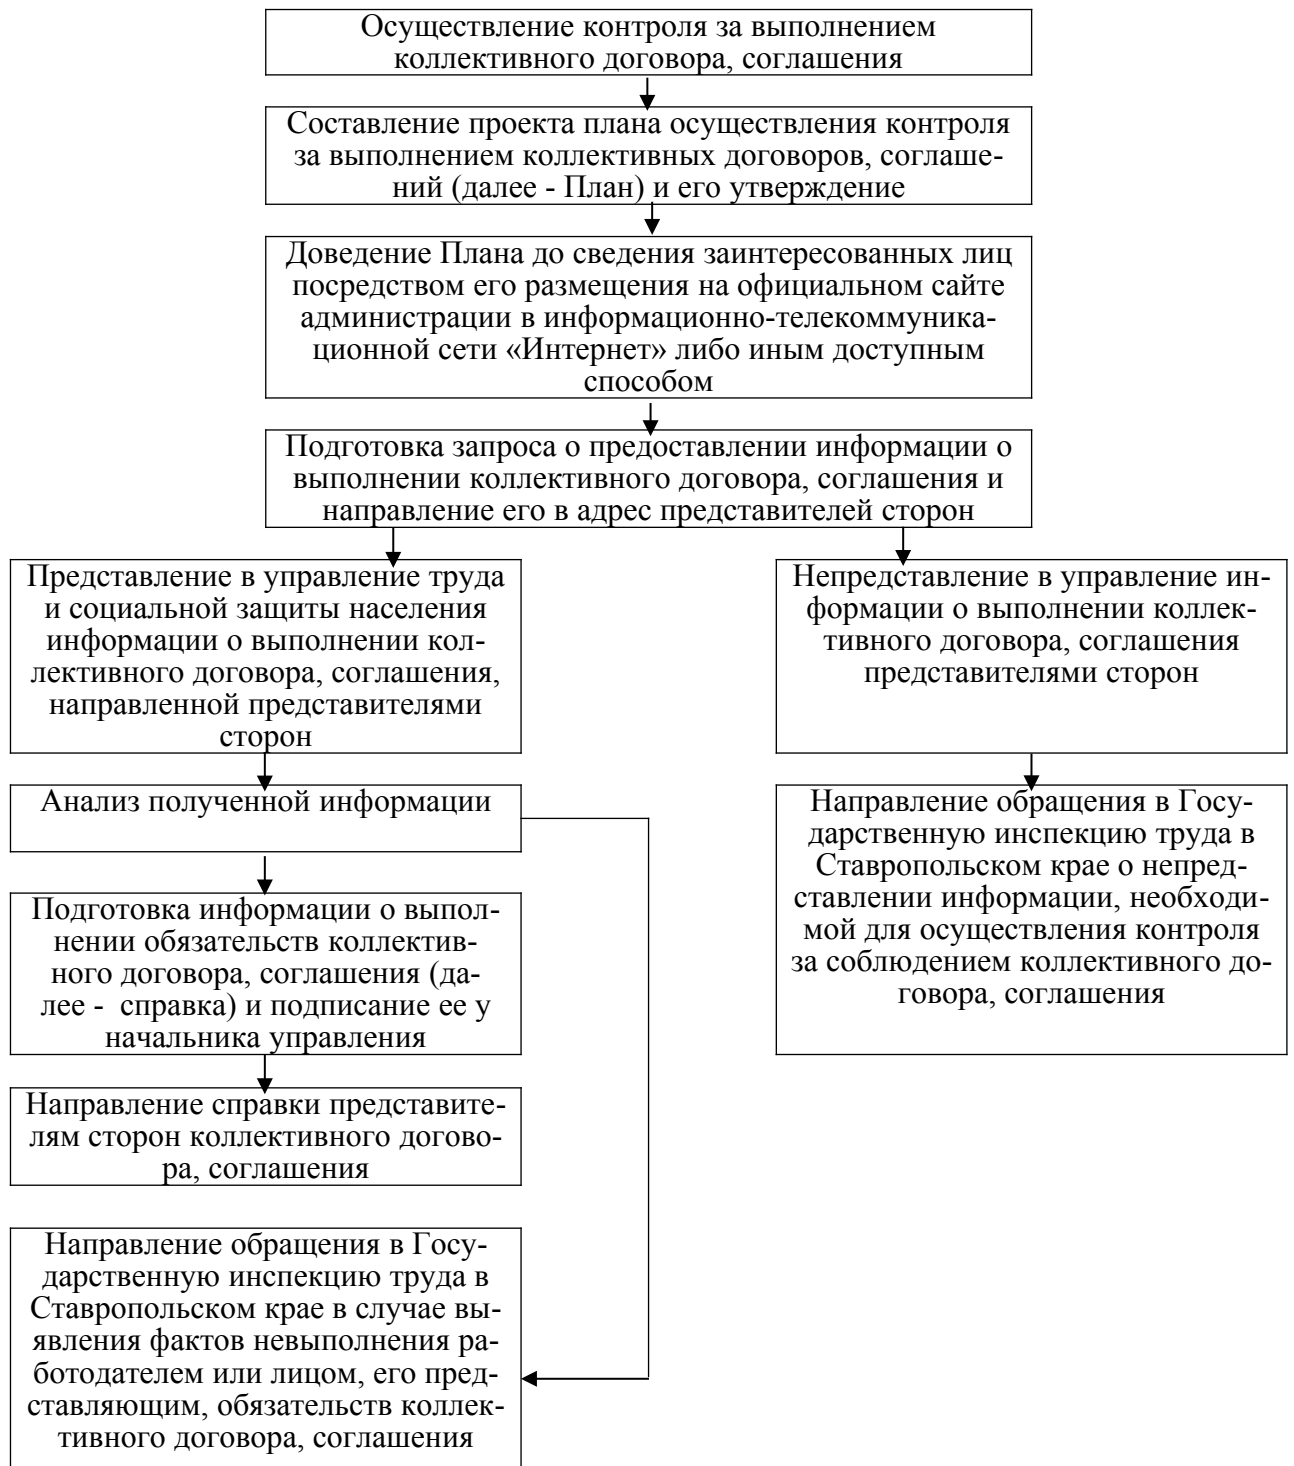 Осуществление контроля за выполнением
коллективного договора, соглашения
Составление проекта плана осуществления контроля
за выполнением коллективных договоров, соглаше-
ний (далее - План) и его утверждение
Доведение Плана до сведения заинтересованных лиц
посредством его размещения на официальном сайте
администрации в информационно-телекоммуника-
ционной сети «Интернет» либо иным доступным
способом
Подготовка запроса о предоставлении информации о
выполнении коллективного договора, соглашения и
направление его в адрес представителей сторон
Представление в управление труда
и социальной защиты населения
информации о выполнении кол-
лективного договора, соглашения,
направленной представителями
сторон
Непредставление в управление ин-
формации о выполнении коллек-
тивного договора, соглашения
представителями сторон
Анализ полученной информации
Направление обращения в Госу-
дарственную инспекцию труда в
Ставропольском крае о непред-
ставлении информации, необходи-
мой для осуществления контроля
за соблюдением коллективного до-
говора, соглашения
Подготовка информации о выпол-
нении обязательств коллектив-
ного договора, соглашения (да-
лее - справка) и подписание ее у
начальника управления
Направление справки представите-
лям сторон коллективного догово-
ра, соглашения
Направление обращения в Госу-
дарственную инспекцию труда в
Ставропольском крае в случае вы-
явления фактов невыполнения ра-
ботодателем или лицом, его пред-
ставляющим, обязательств коллек-
тивного договора, соглашения